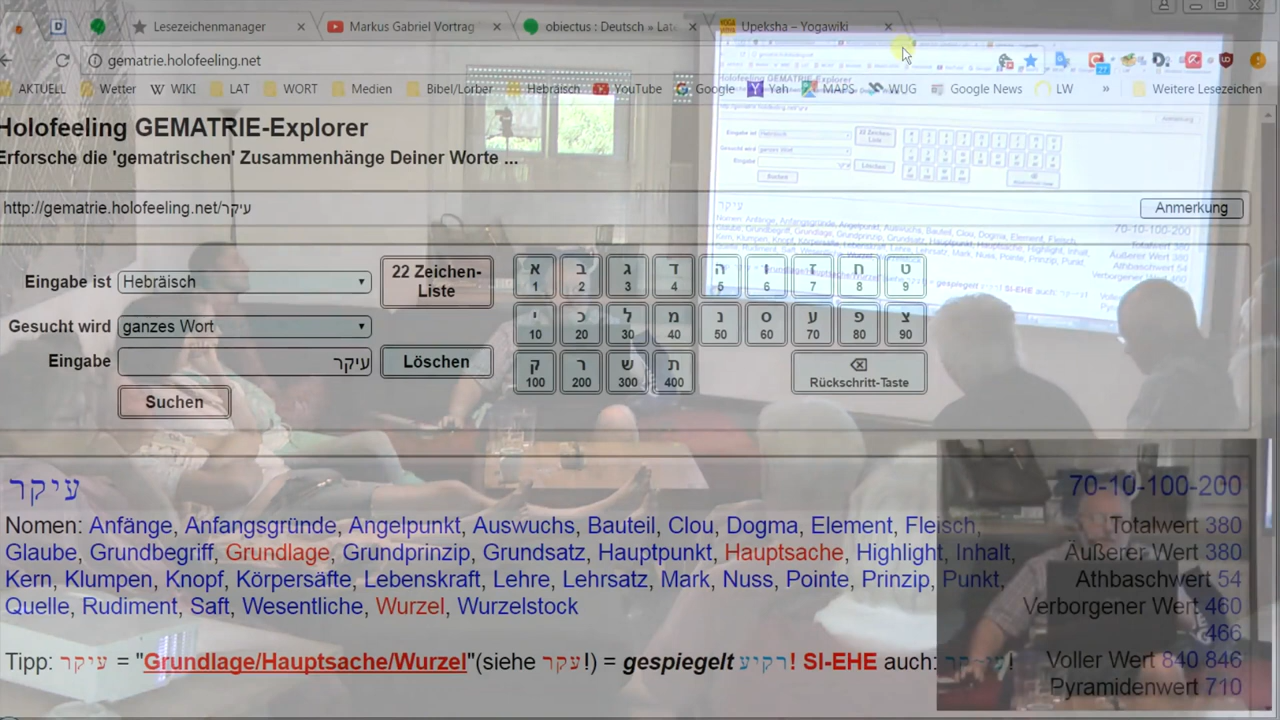 Lesezeichenmanager
Markus Gabriel Vortrag
obiectus : Deutsch » Late
Upeksha – Yogawiki
gematrie.holofeeling.net
AKTUELL Wetter WIKI LAT WORT Medien Bibel/Lorber Hebräisch YouTube Google Yah MAPS WUG Google News LW » Weitere Lesezeichen
Holofeeling GEMATRIE-Explorer
Erforsche die 'gematrischen' Zusammenhänge Deiner Worte ...
http://gematrie.holofeeling.net/עיקר
Anmerkung
Eingabe ist Hebräisch
22 Zeichen-
Liste
Gesucht wird ganzes Wort
Eingabe עיקר
Löschen
Suchen
א ב ג ד ה ו ז ח ט
1 2 3 4 5 6 7 8 9
י כ ל מ נ ס ע פ צ
10 20 30 40 50 60 70 80 90
ק ר ש ת
100 200 300 400
Rückschritt-Taste
עיקר
70-10-100-200
Nomen: Anfänge, Anfangsgründe, Angelpunkt, Auswuchs, Bauteil, Clou, Dogma, Element, Fleisch,
Glaube, Grundbegriff, Grundlage, Grundprinzip, Grundsatz, Hauptpunkt, Hauptsache, Highlight, Inhalt,
Kern, Klumpen, Knopf, Körpersäfte, Lebenskraft, Lehre, Lehrsatz, Mark, Nuss, Pointe, Prinzip, Punkt,
Quelle, Rudiment, Saft, Wesentliche, Wurzel, Wurzelstock
Totalwert 380
Äußerer Wert 380
Athbaschwert 54
Verborgener Wert 460
466
Voller Wert 840 846
Pyramidenwert 710
Tipp: עיקר = "Grundlage/Hauptsache/Wurzel"(siehe עקר!) = gespiegelt רקיע! SI-EHE auch: עי~קר!